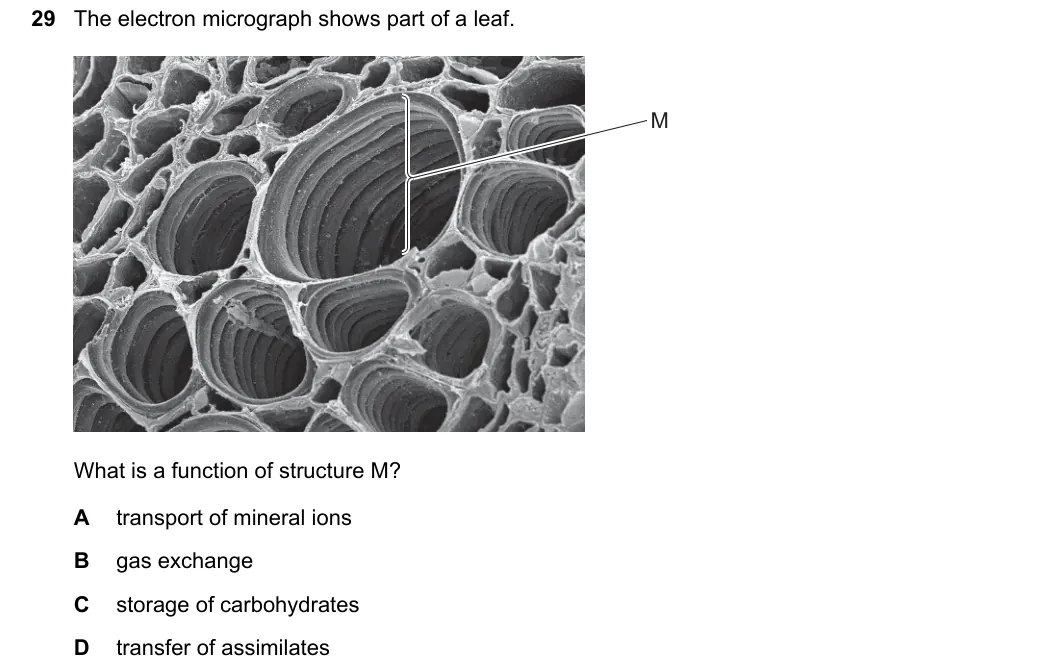 29 The electron micrograph shows part of a leaf.
M
What is a function of structure M?
A transport of mineral ions
B gas exchange
C storage of carbohydrates
D transfer of assimilates